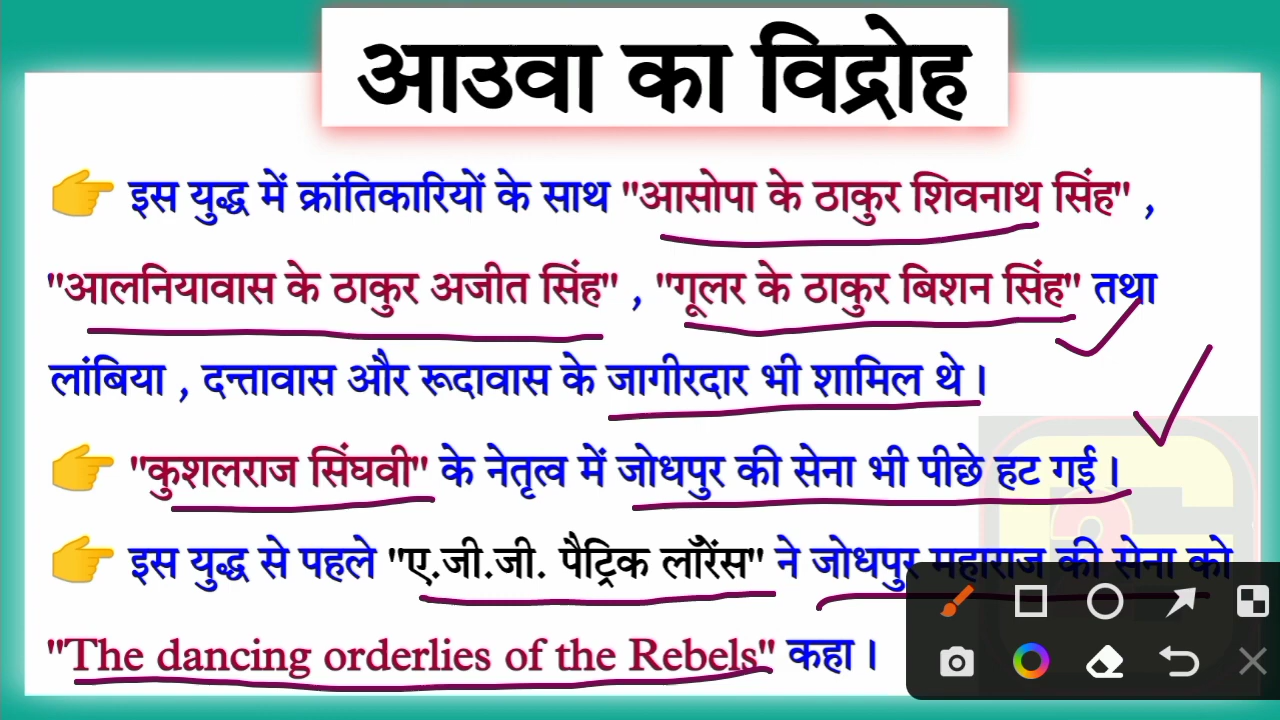 आउवा का विद्रोह
👉 इस युद्ध में क्रांतिकारियों के साथ "आसोपा के ठाकुर शिवनाथ सिंह" ,
"आलनियावास के ठाकुर अजीत सिंह" , "गूलर के ठाकुर बिशन सिंह" तथा
लांबिया , दन्तावास और रूदावास के जागीरदार भी शामिल थे ।
👉 "कुशलराज सिंघवी" के नेतृत्व में जोधपुर की सेना भी पीछे हट गई ।
👉 इस युद्ध से पहले "ए.जी.जी. पैट्रिक लॉरेंस" ने जोधपुर महाराज की सेना को
"The dancing orderlies of the Rebels" कहा ।